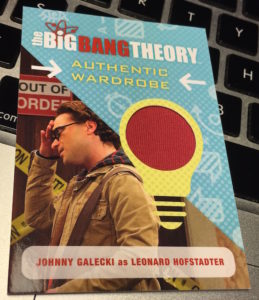 the BIG BANG THEORY
AUTHENTIC
WARDROBE
OUT OF
ORDER
JOHNNY GALECKI as LEONARD HOFSTADTER